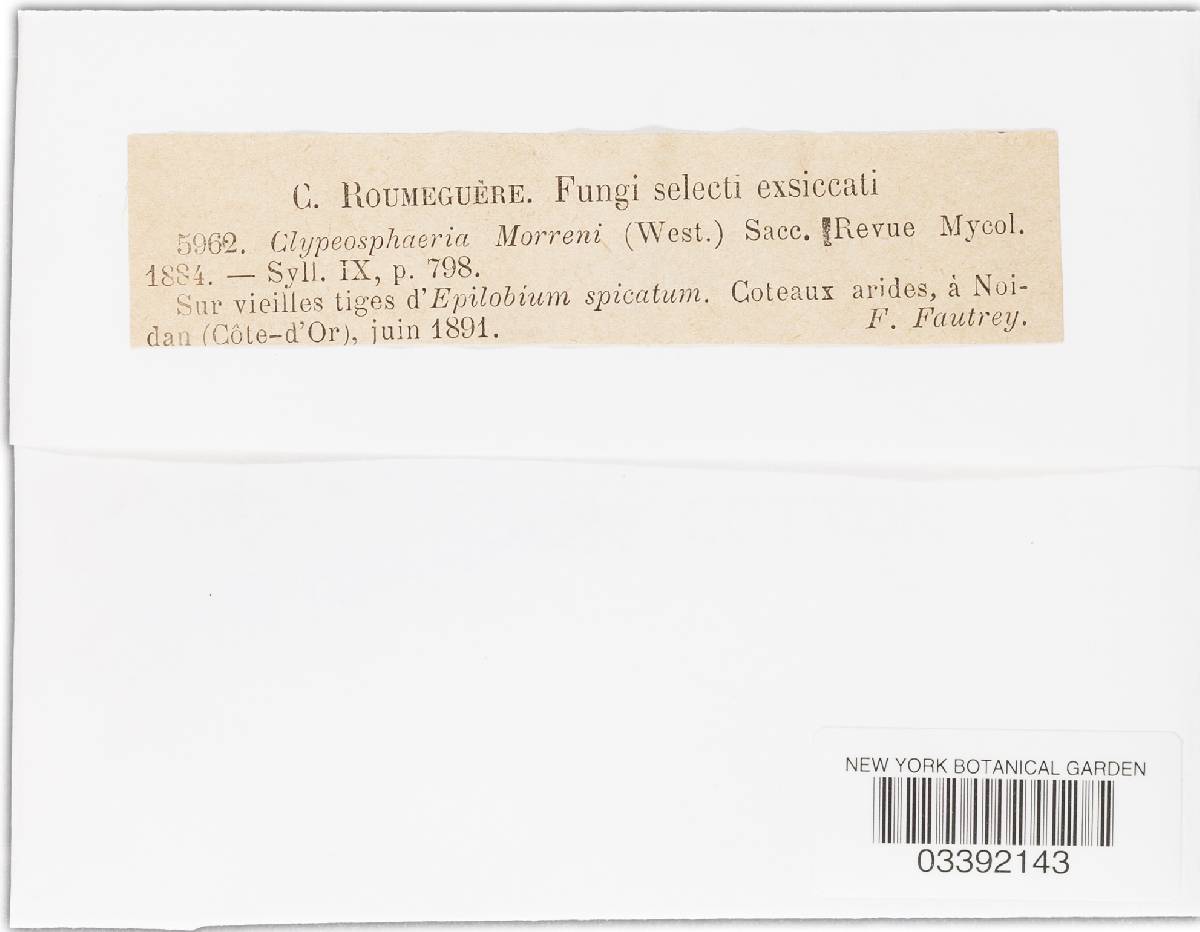 C. ROUMEGUÈRE. Fungi selecti exsiccati
5962. Clypeosphaeria Morreni (West.) Sacc. Revue Mycol.
1884. — Syll. IX, p. 798.
Sur vieilles tiges d'Epilobium spicatum. Coteaux arides, à Noi-
dan (Côte-d'Or), juin 1891. F. Fautrey.
NEW YORK BOTANICAL GARDEN
03392143